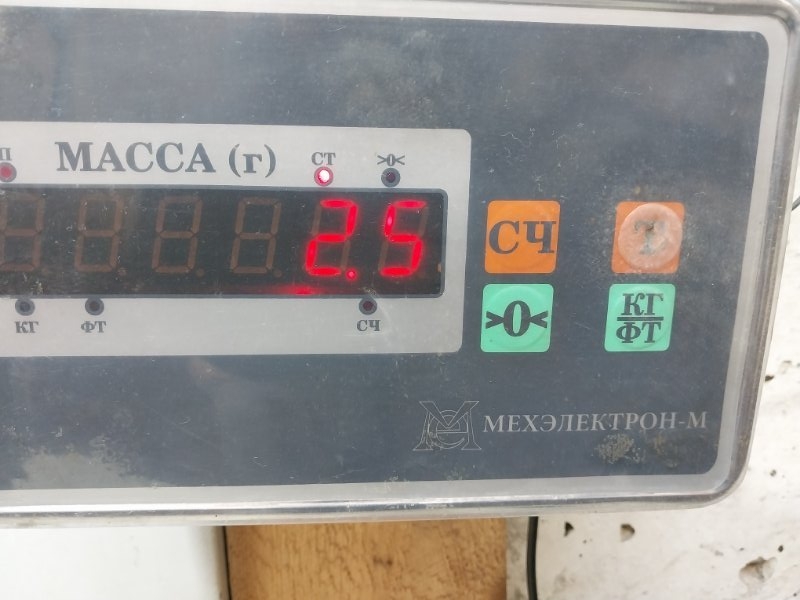 П
МАССА (г)
СТ
>0<
2.5
КГ
ФТ
СЧ
СЧ
Т
>0<
КГ
ФТ
МЕХЭЛЕКТРОН-М